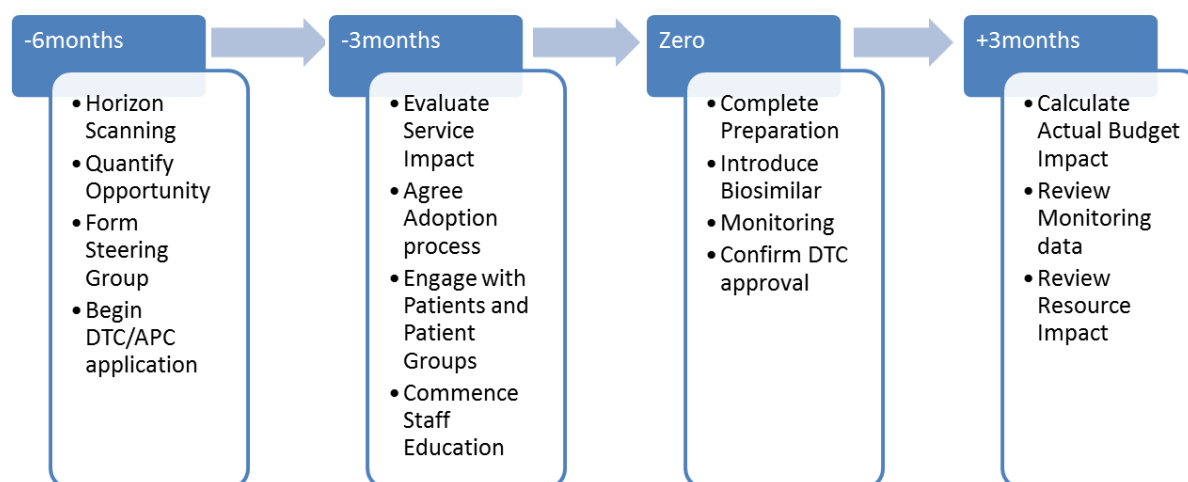 -6months
• Horizon
Scanning
• Quantify
Opportunity
• Form
Steering
Group
• Begin
DTC/APC
application
-3months
• Evaluate
Service
Impact
• Agree
Adoption
process
• Engage with
Patients and
Patient
Groups
• Commence
Staff
Education
Zero
• Complete
Preparation
• Introduce
Biosimilar
• Monitoring
• Confirm DTC
approval
+3months
• Calculate
Actual Budget
Impact
• Review
Monitoring
data
• Review
Resource
Impact